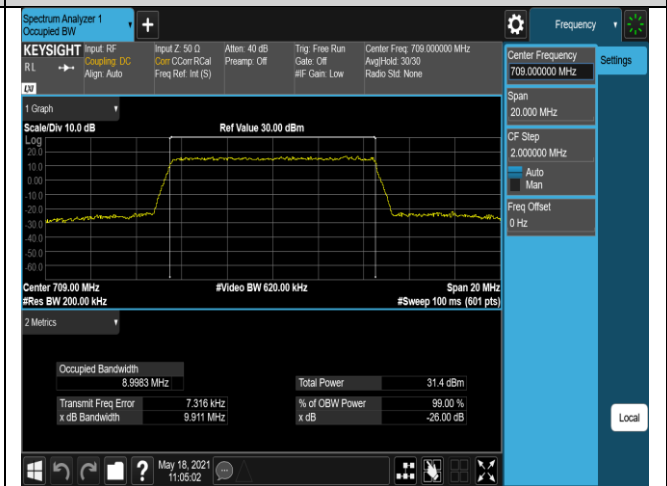 Spectrum Analyzer 1
Occupied BW
Frequency
KEYSIGHT Input: RF Input Z: 50 Ω Atten: 40 dB Trig: Free Run Center Freq: 709.000000 MHz
RL Coupling: DC Corr CCorr RCal Preamp: Off Gate: Off Avg|Hold: 30/30
Align: Auto Freq Ref: Int (S) #IF Gain: Low Radio Std: None
LXI
1 Graph
Scale/Div 10.0 dB Ref Value 30.00 dBm
Log
20.0
10.0
0.00
-10.0
-20.0
-30.0
-40.0
-50.0
-60.0
Center 709.00 MHz #Video BW 620.00 kHz Span 20 MHz
#Res BW 200.00 kHz #Sweep 100 ms (601 pts)
2 Metrics
Occupied Bandwidth
8.9983 MHz Total Power 31.4 dBm
Transmit Freq Error 7.316 kHz % of OBW Power 99.00 %
x dB Bandwidth 9.911 MHz x dB -26.00 dB
May 18, 2021
11:05:02
?
Center Frequency
709.000000 MHz
Settings
Span
20.000 MHz
CF Step
2.000000 MHz
Auto
Man
Freq Offset
0 Hz
Local